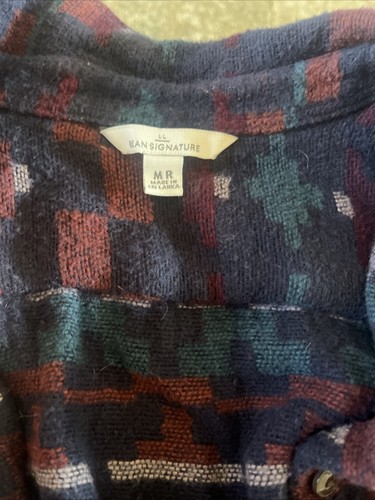 LL
BEAN SIGNATURE
M R
MADE IN
SRI LANKA